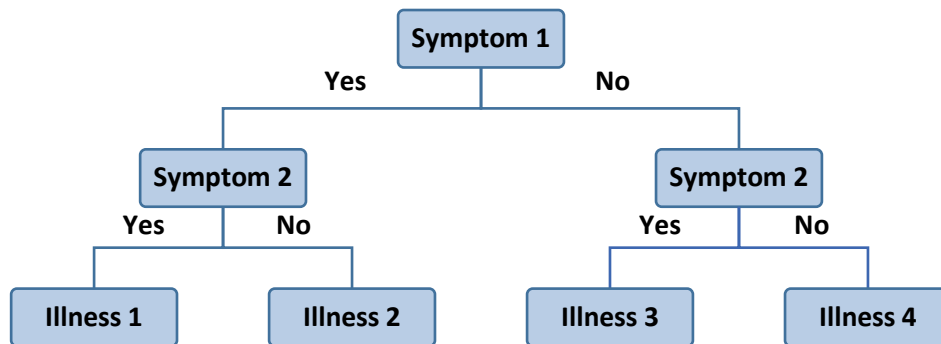 Symptom 1
Yes No
Symptom 2 Symptom 2
Yes No Yes No
Illness 1 Illness 2 Illness 3 Illness 4